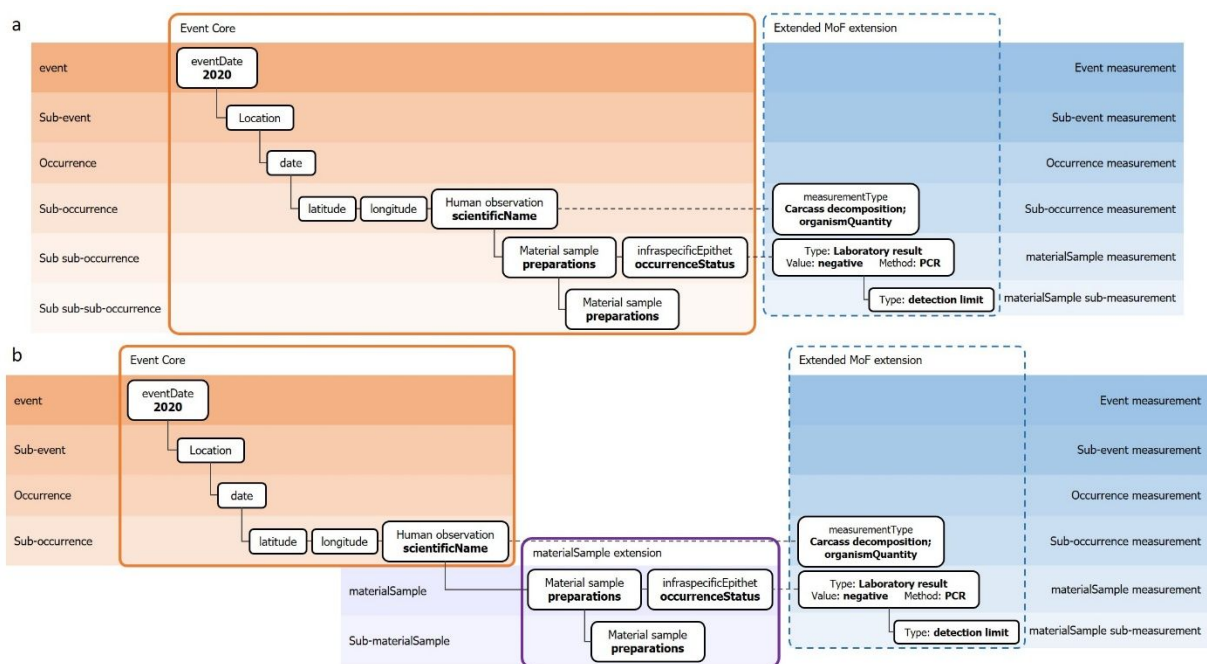 a
Event Core
Extended MoF extension
event
eventDate
2020
Event measurement
Sub-event
Location
Sub-event measurement
Occurrence
date
Occurrence measurement
Sub-occurrence
latitude
longitude
Human observation
scientificName
measurementType
Carcass decomposition;
organismQuantity
Sub-occurrence measurement
Sub sub-occurrence
Material sample
preparations
infraspecificEpithet
occurrenceStatus
Type: Laboratory result
Value: negative Method: PCR
materialSample measurement
Sub sub-sub-occurrence
Material sample
preparations
Type: detection limit
materialSample sub-measurement
b
Event Core
Extended MoF extension
event
eventDate
2020
Event measurement
Sub-event
Location
Sub-event measurement
Occurrence
date
Occurrence measurement
Sub-occurrence
latitude
longitude
Human observation
scientificName
measurementType
Carcass decomposition;
organismQuantity
Sub-occurrence measurement
materialSample extension
materialSample
Material sample
preparations
infraspecificEpithet
occurrenceStatus
Type: Laboratory result
Value: negative Method: PCR
materialSample measurement
Sub-materialSample
Material sample
preparations
Type: detection limit
materialSample sub-measurement